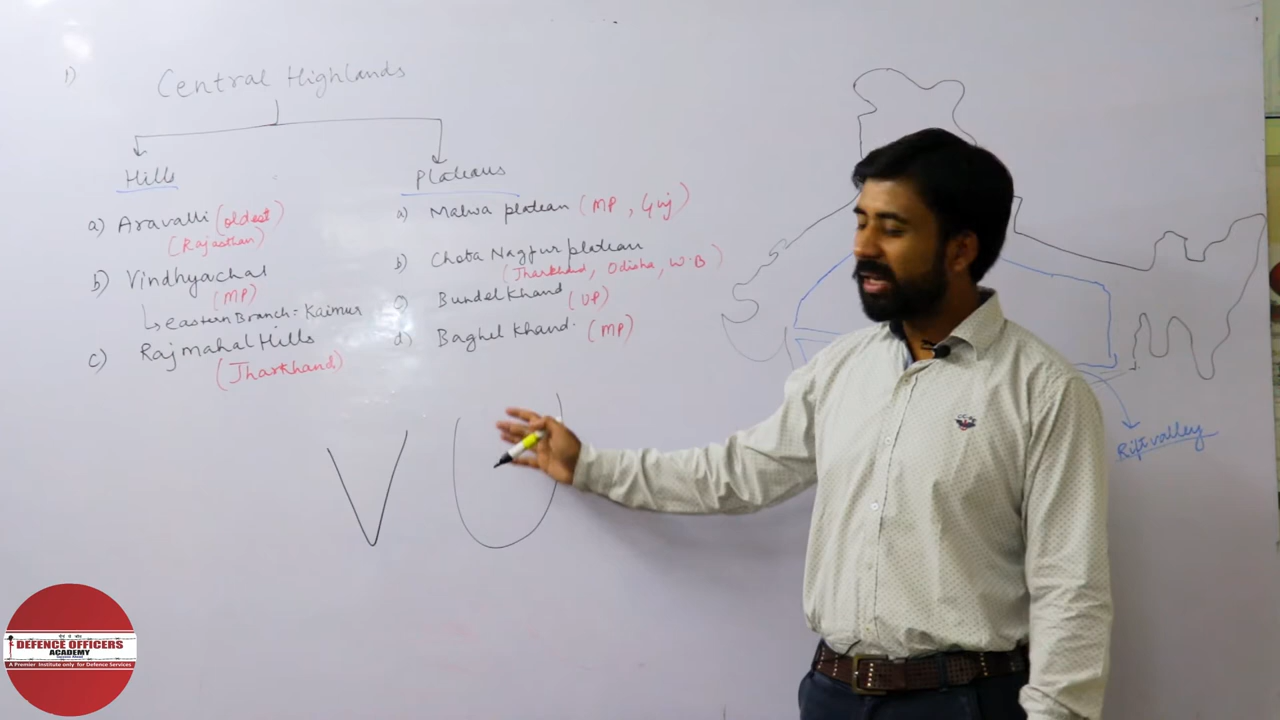 1)
Central Highlands
Hills
a) Aravalli (oldest)
(Rajasthan)
b) Vindhyachal
(MP)
↳ eastern Branch = Kaimur
c) Rajmahal Hills
(Jharkhand)
Plateaus
a) Malwa plateau (MP, Guj)
b) Chota Nagpur plateau
(Jharkhand, Odisha, W.B)
c) Bundelkhand (UP)
d) Baghel khand. (MP)
V U
Rift valley
DEFENCE OFFICERS
ACADEMY
A Premier Institute only for Defence Services